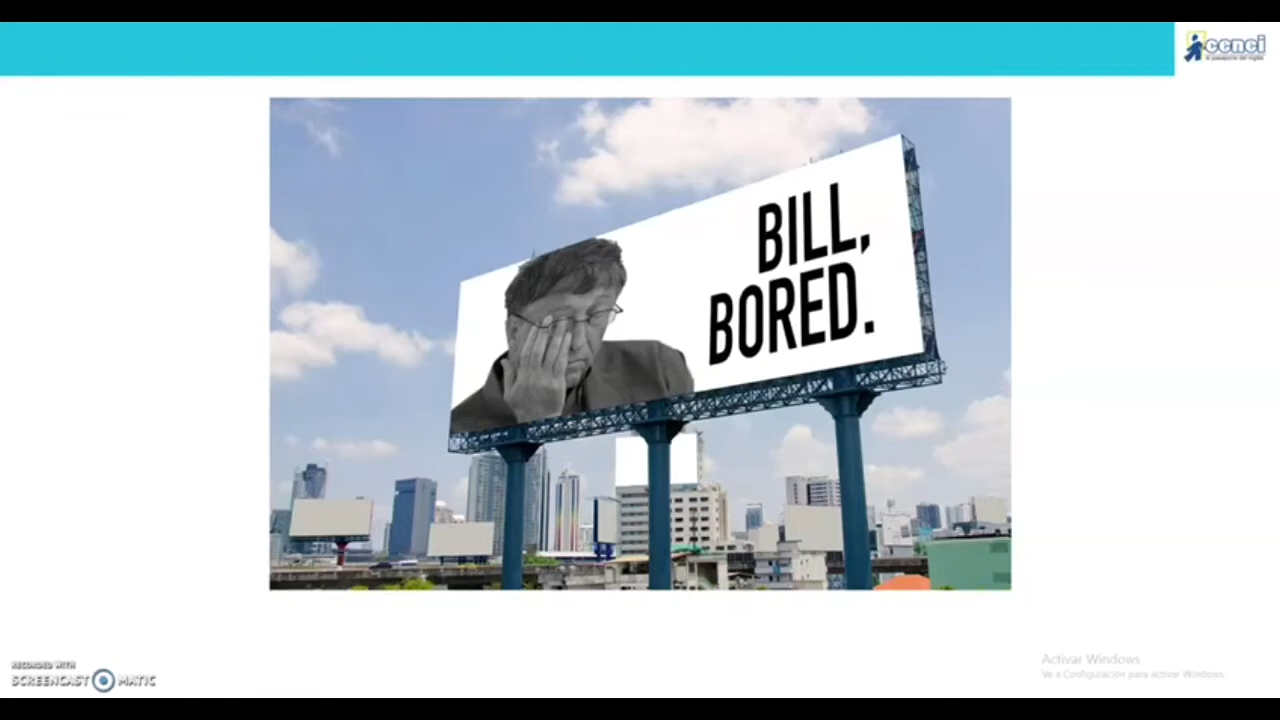 cenci
BILL,
BORED.
RECORDED WITH
SCREENCAST MATIC
Activar Windows
Ve a Configuración para activar Windows.